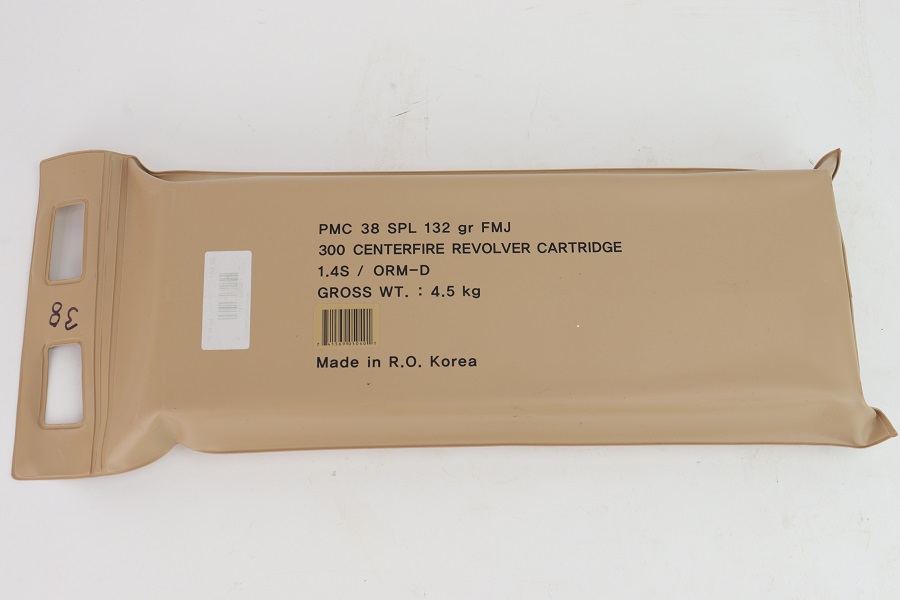 PMC 38 SPL 132 gr FMJ
300 CENTERFIRE REVOLVER CARTRIDGE
1.4S / ORM-D
GROSS WT. : 4.5 kg
Made in R.O. Korea
38